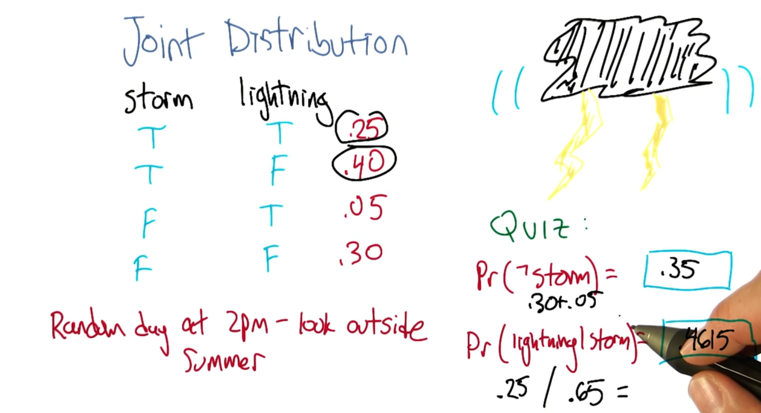 Joint Distribution
storm lightning
T T .25
T F .40
F T .05
F F .30
Random day at 2pm - look outside
Summer
Quiz:
Pr(¬storm) = .35
.30+.05
Pr(lightning|storm) = .4615
.25 / .65 =